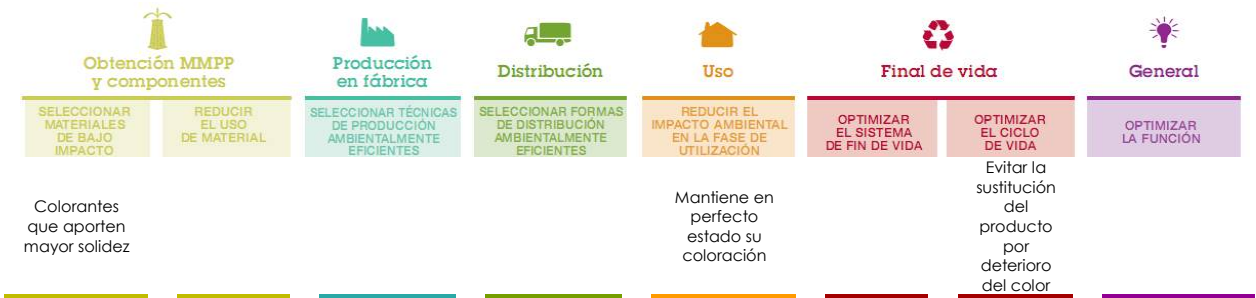 Obtención MMPP
y componentes
Producción
en fábrica
Distribución
Uso
Final de vida
General
SELECCIONAR
MATERIALES
DE BAJO
IMPACTO
REDUCIR
EL USO
DE MATERIAL
SELECCIONAR TÉCNICAS
DE PRODUCCIÓN
AMBIENTALMENTE
EFICIENTES
SELECCIONAR FORMAS
DE DISTRIBUCIÓN
AMBIENTALMENTE
EFICIENTES
REDUCIR EL
IMPACTO AMBIENTAL
EN LA FASE DE
UTILIZACIÓN
OPTIMIZAR
EL SISTEMA
DE FIN DE VIDA
OPTIMIZAR
EL CICLO
DE VIDA
OPTIMIZAR
LA FUNCIÓN
Colorantes
que aporten
mayor solidez
Mantiene en
perfecto
estado su
coloración
Evitar la
sustitución
del
producto
por
deterioro
del color